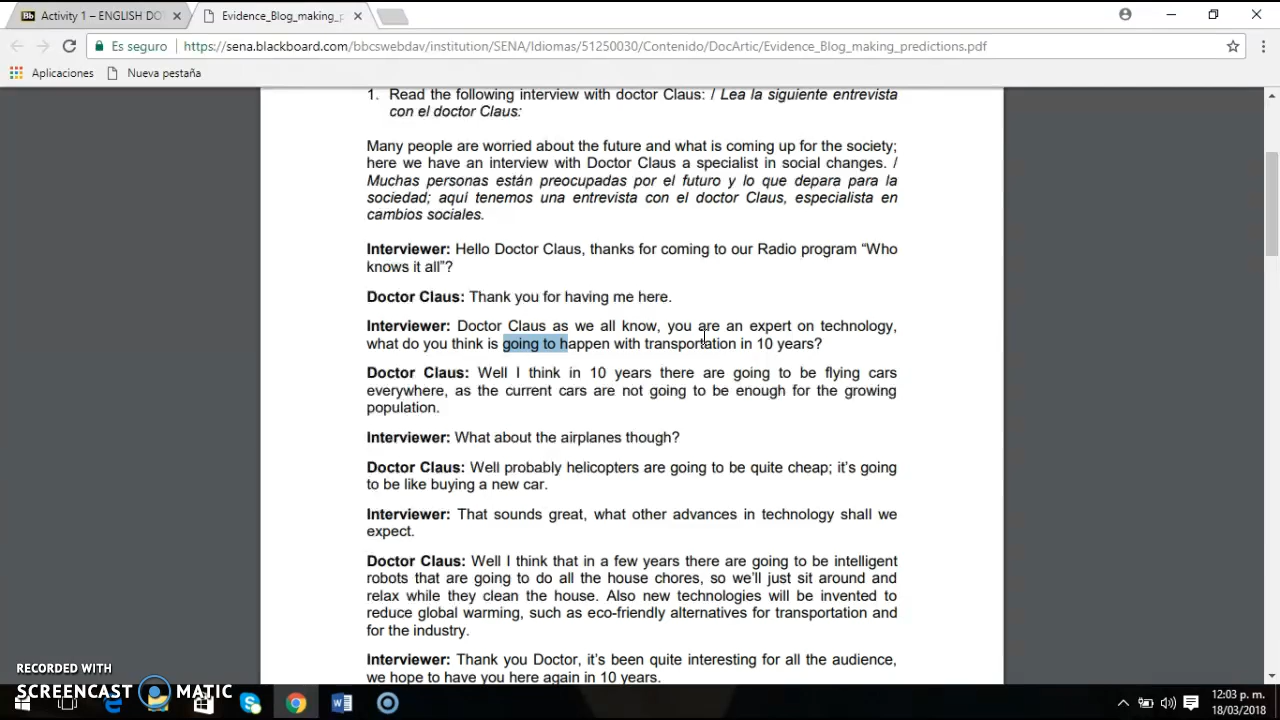 Activity 1 – ENGLISH DO
Evidence_Blog_making_p
Es seguro
https://sena.blackboard.com/bbcswebdav/institution/SENA/Idiomas/51250030/Contenido/DocArtic/Evidence_Blog_making_predictions.pdf
Aplicaciones
Nueva pestaña
1. Read the following interview with doctor Claus: / Lea la siguiente entrevista
con el doctor Claus:
Many people are worried about the future and what is coming up for the society;
here we have an interview with Doctor Claus a specialist in social changes. /
Muchas personas están preocupadas por el futuro y lo que depara para la
sociedad; aquí tenemos una entrevista con el doctor Claus, especialista en
cambios sociales.
Interviewer: Hello Doctor Claus, thanks for coming to our Radio program “Who
knows it all”?
Doctor Claus: Thank you for having me here.
Interviewer: Doctor Claus as we all know, you are an expert on technology,
what do you think is going to happen with transportation in 10 years?
Doctor Claus: Well I think in 10 years there are going to be flying cars
everywhere, as the current cars are not going to be enough for the growing
population.
Interviewer: What about the airplanes though?
Doctor Claus: Well probably helicopters are going to be quite cheap; it’s going
to be like buying a new car.
Interviewer: That sounds great, what other advances in technology shall we
expect.
Doctor Claus: Well I think that in a few years there are going to be intelligent
robots that are going to do all the house chores, so we’ll just sit around and
relax while they clean the house. Also new technologies will be invented to
reduce global warming, such as eco-friendly alternatives for transportation and
for the industry.
Interviewer: Thank you Doctor, it’s been quite interesting for all the audience,
we hope to have you here again in 10 years.
RECORDED WITH
SCREENCAST MATIC
12:03 p. m.
18/03/2018